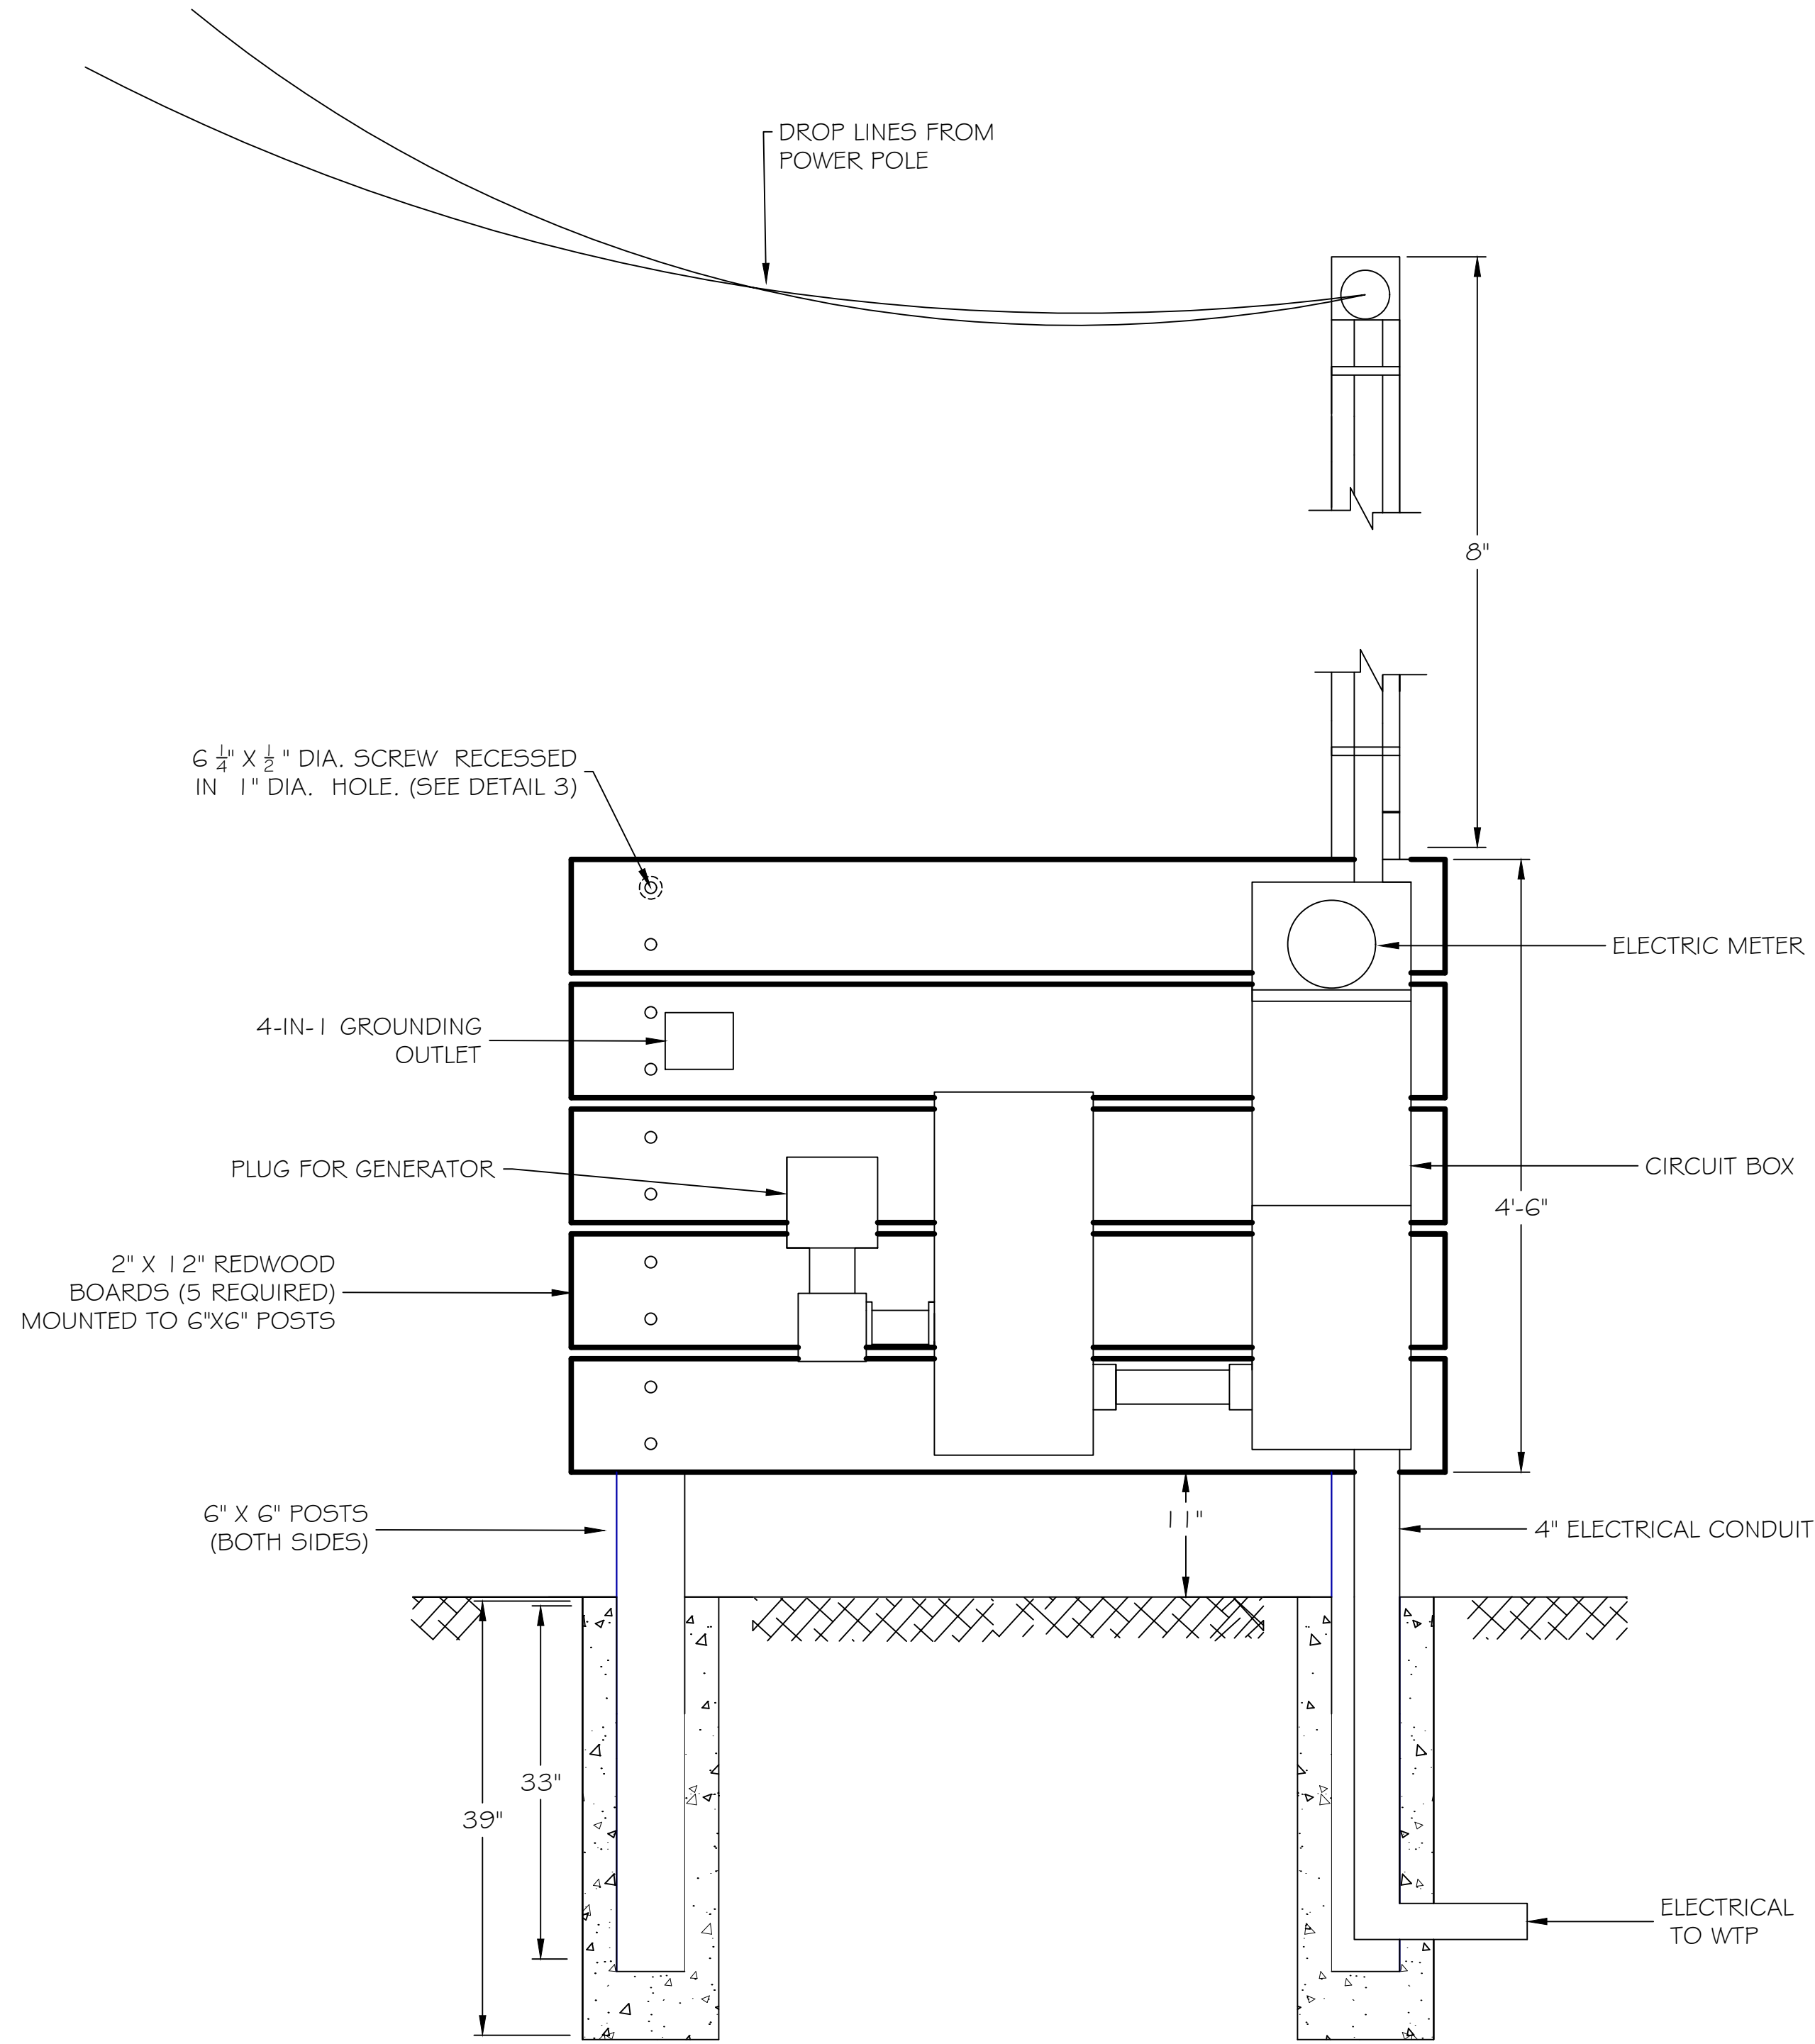 DROP LINES FROM
POWER POLE
8"
6 1/4" X 1/2" DIA. SCREW RECESSED
IN 1" DIA. HOLE. (SEE DETAIL 3)
ELECTRIC METER
4-IN-1 GROUNDING
OUTLET
PLUG FOR GENERATOR
CIRCUIT BOX
4'-6"
2" X 12" REDWOOD
BOARDS (5 REQUIRED)
MOUNTED TO 6"X6" POSTS
6" X 6" POSTS
(BOTH SIDES)
11"
4" ELECTRICAL CONDUIT
33"
39"
ELECTRICAL
TO WTP